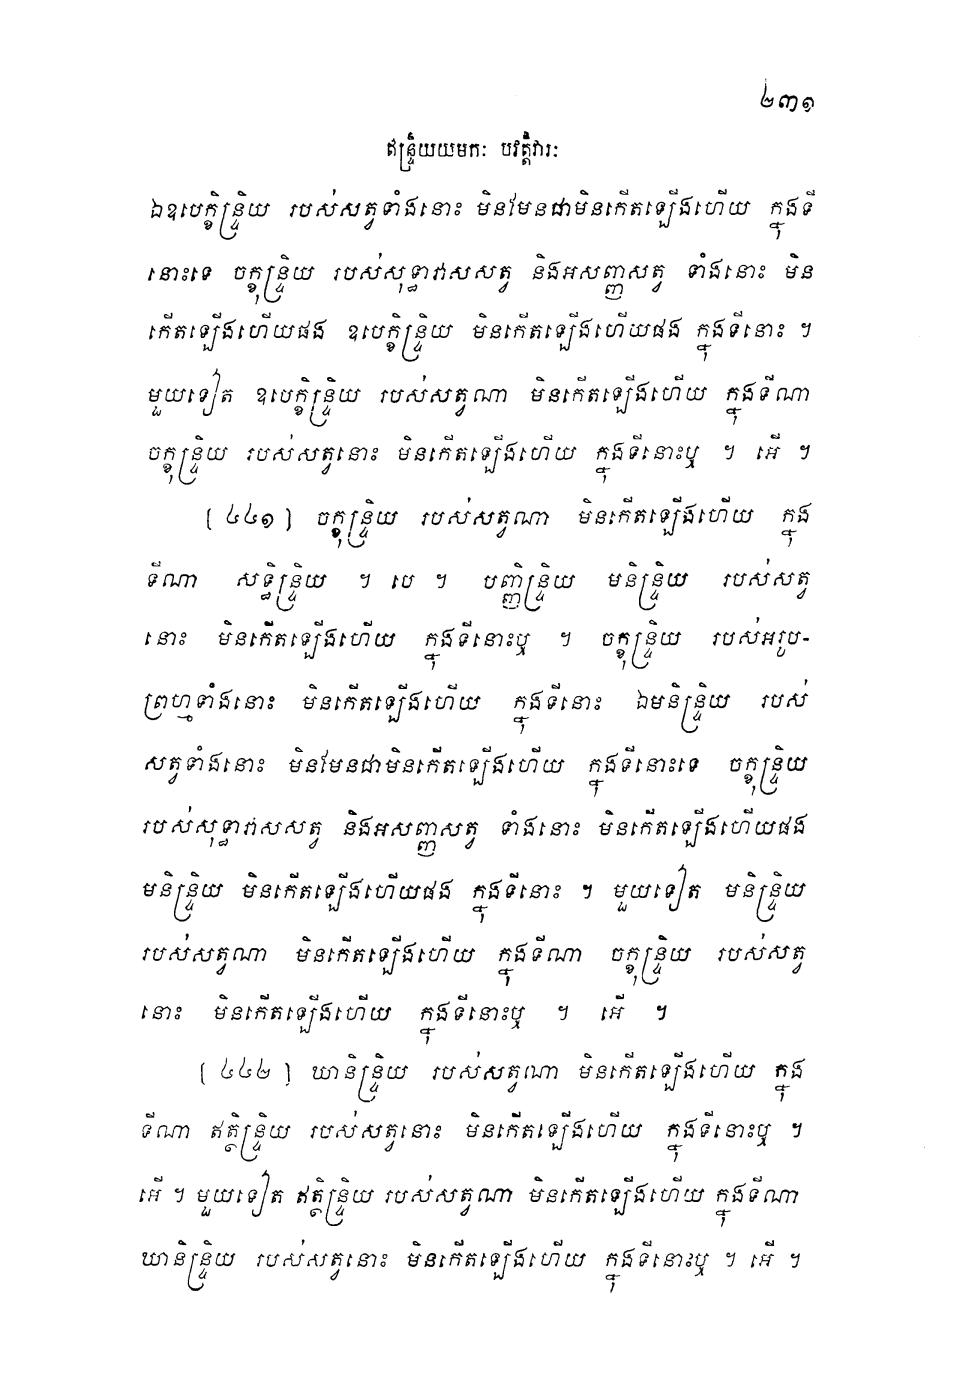 ២៣១
ឥន្ទ្រិយយមកៈ បវត្តិវារៈ
ឯឧបេក្ខិន្ទ្រិយ របស់សត្វទាំងនោះ មិនមែនជាមិនកើតឡើងហើយ ក្នុងទី
នោះទេ ចក្ខុន្ទ្រិយ របស់សុទ្ធាវាសសត្វ និងអសញ្ញសត្វ ទាំងនោះ មិន
កើតឡើងហើយផង ឧបេក្ខិន្ទ្រិយ មិនកើតឡើងហើយផង ក្នុងទីនោះ ។
មួយទៀត ឧបេក្ខិន្ទ្រិយ របស់សត្វណា មិនកើតឡើងហើយ ក្នុងទីណា
ចក្ខុន្ទ្រិយ របស់សត្វនោះ មិនកើតឡើងហើយ ក្នុងទីនោះឬ ។ អើ ។
[ ៤៤១ ] ចក្ខុន្ទ្រិយ របស់សត្វណា មិនកើតឡើងហើយ ក្នុង
ទីណា សទ្ធិន្ទ្រិយ ។ បេ ។ បញ្ញិន្ទ្រិយ មនិន្ទ្រិយ របស់សត្វ
នោះ មិនកើតឡើងហើយ ក្នុងទីនោះឬ ។ ចក្ខុន្ទ្រិយ របស់អរូប-
ព្រហ្មទាំងនោះ មិនកើតឡើងហើយ ក្នុងទីនោះ ឯមនិន្ទ្រិយ របស់
សត្វទាំងនោះ មិនមែនជាមិនកើតឡើងហើយ ក្នុងទីនោះទេ ចក្ខុន្ទ្រិយ
របស់សុទ្ធាវាសសត្វ និងអសញ្ញសត្វ ទាំងនោះ មិនកើតឡើងហើយផង
មនិន្ទ្រិយ មិនកើតឡើងហើយផង ក្នុងទីនោះ ។ មួយទៀត មនិន្ទ្រិយ
របស់សត្វណា មិនកើតឡើងហើយ ក្នុងទីណា ចក្ខុន្ទ្រិយ របស់សត្វ
នោះ មិនកើតឡើងហើយ ក្នុងទីនោះឬ ។ អើ ។
[ ៤៤២ ] ឃានិន្ទ្រិយ របស់សត្វណា មិនកើតឡើងហើយ ក្នុង
ទីណា ឥត្ថិន្ទ្រិយ របស់សត្វនោះ មិនកើតឡើងហើយ ក្នុងទីនោះឬ ។
អើ ។ មួយទៀត ឥត្ថិន្ទ្រិយ របស់សត្វណា មិនកើតឡើងហើយ ក្នុងទីណា
ឃានិន្ទ្រិយ របស់សត្វនោះ មិនកើតឡើងហើយ ក្នុងទីនោះឬ ។ អើ ។